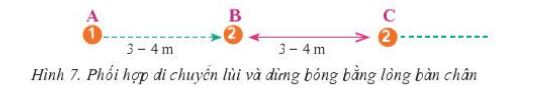 A B C
1 2 2
3 – 4 m 3 – 4 m
Hình 7. Phối hợp di chuyển lùi và dừng bóng bằng lòng bàn chân